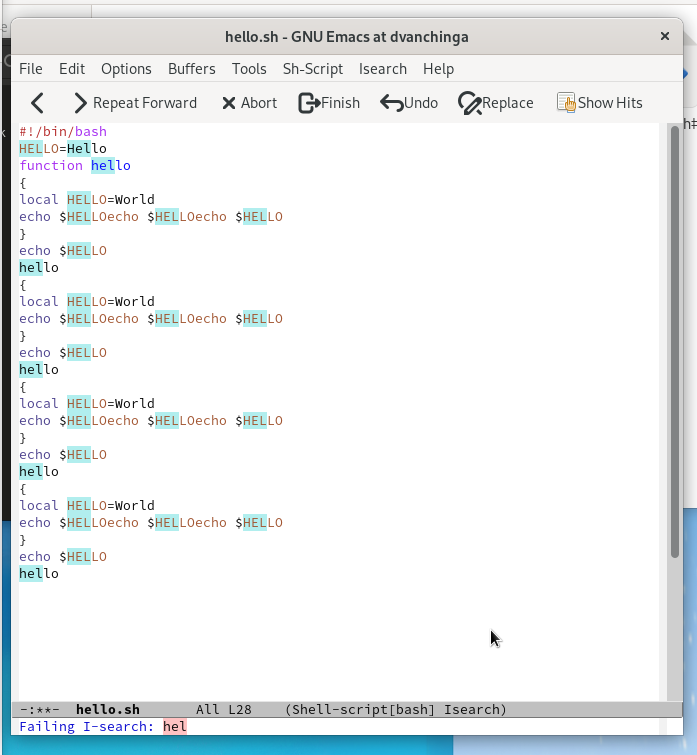 hello.sh - GNU Emacs at dvanchinga
File Edit Options Buffers Tools Sh-Script Isearch Help
Repeat Forward Abort Finish Undo Replace Show Hits
#!/bin/bash
HELLO=Hello
function hello
{
local HELLO=World
echo $HELLOecho $HELLOecho $HELLO
}
echo $HELLO
hello
{
local HELLO=World
echo $HELLOecho $HELLOecho $HELLO
}
echo $HELLO
hello
{
local HELLO=World
echo $HELLOecho $HELLOecho $HELLO
}
echo $HELLO
hello
{
local HELLO=World
echo $HELLOecho $HELLOecho $HELLO
}
echo $HELLO
hello
-:**- hello.sh All L28 (Shell-script[bash] Isearch)
Failing I-search: hel